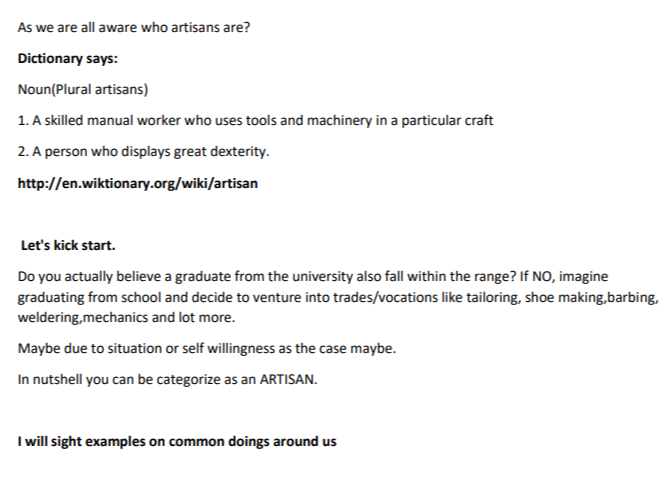 As we are all aware who artisans are?
Dictionary says:
Noun(Plural artisans)
1. A skilled manual worker who uses tools and machinery in a particular craft
2. A person who displays great dexterity.
http://en.wiktionary.org/wiki/artisan
Let's kick start.
Do you actually believe a graduate from the university also fall within the range? If NO, imagine
graduating from school and decide to venture into trades/vocations like tailoring, shoe making,barbing,
weldering,mechanics and lot more.
Maybe due to situation or self willingness as the case maybe.
In nutshell you can be categorize as an ARTISAN.
I will sight examples on common doings around us